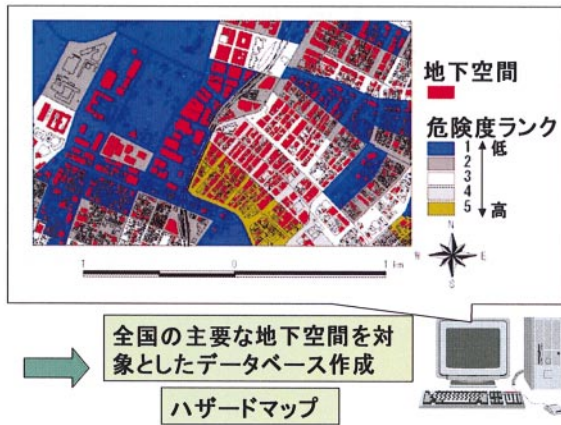 地下空間
危険度ランク
1 低
2
3
4
5 高
N
W E
S
1 0 1 km
全国の主要な地下空間を対
象としたデータベース作成
ハザードマップ